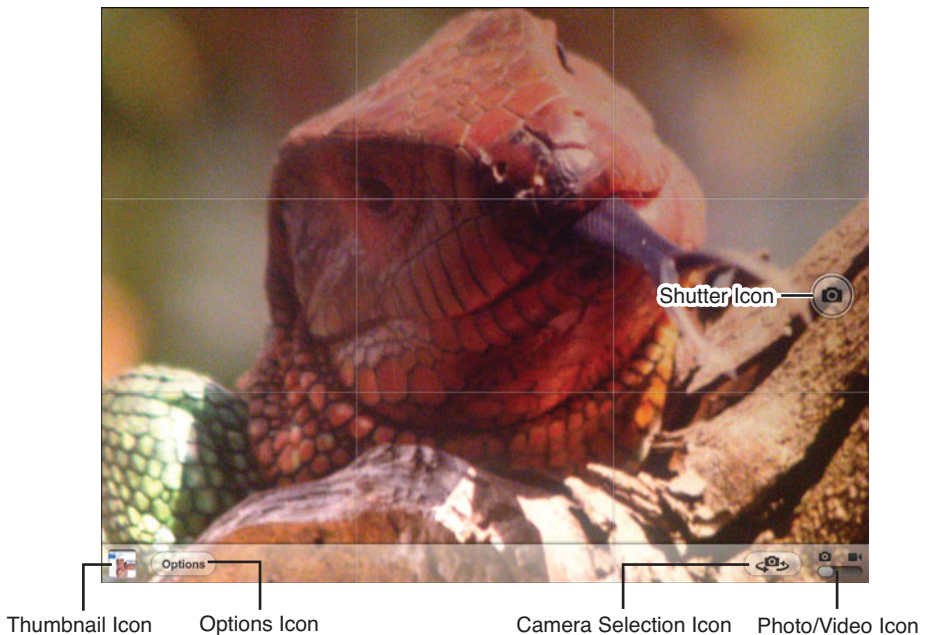 Shutter Icon
Options
Thumbnail Icon
Options Icon
Camera Selection Icon
Photo/Video Icon